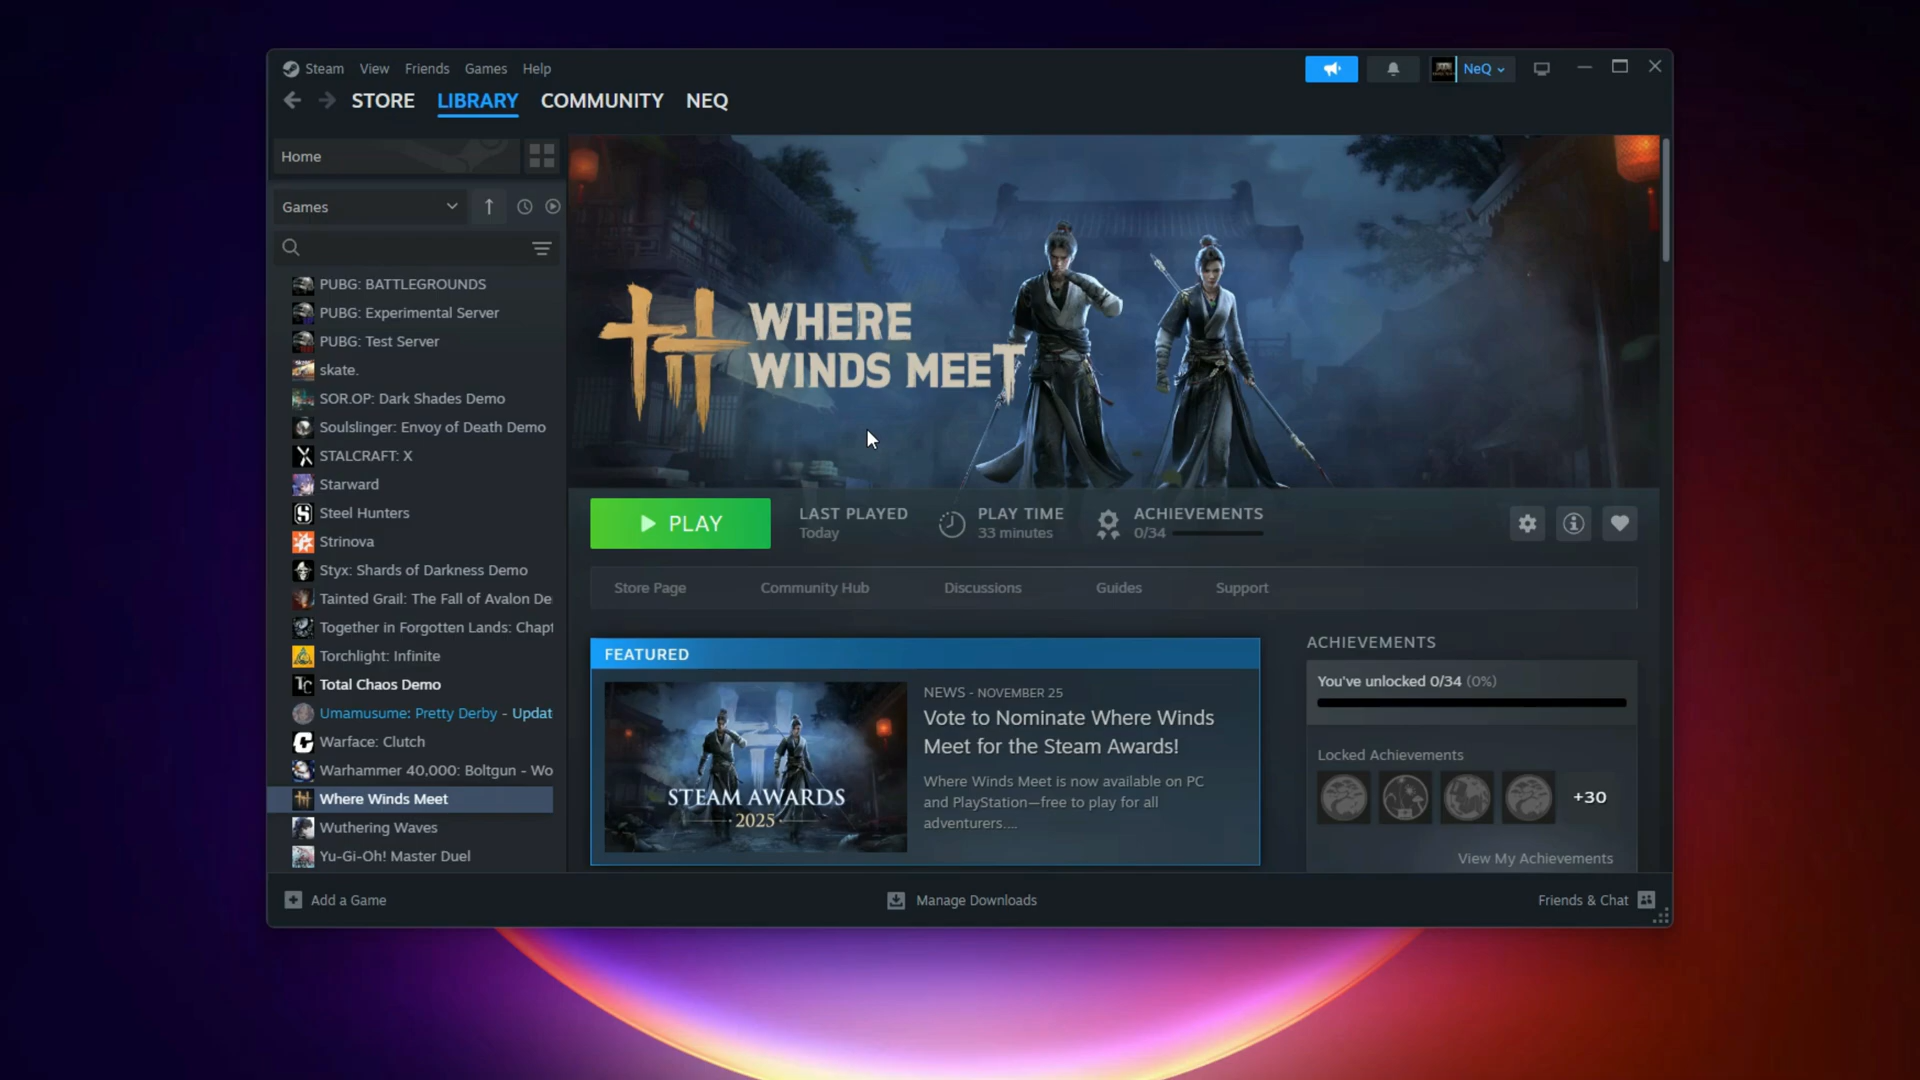 Steam View Friends Games Help
NeQ
STORE LIBRARY COMMUNITY NEQ
Home
Games
PUBG: BATTLEGROUNDS
PUBG: Experimental Server
PUBG: Test Server
skate.
SOR.OP: Dark Shades Demo
Soulslinger: Envoy of Death Demo
STALCRAFT: X
Starward
Steel Hunters
Strinova
Styx: Shards of Darkness Demo
Tainted Grail: The Fall of Avalon De
Together in Forgotten Lands: Chapt
Torchlight: Infinite
Total Chaos Demo
Umamusume: Pretty Derby - Updat
Warface: Clutch
Warhammer 40,000: Boltgun - Wo
Where Winds Meet
Wuthering Waves
Yu-Gi-Oh! Master Duel
WHERE
WINDS MEET
PLAY
LAST PLAYED
Today
PLAY TIME
33 minutes
ACHIEVEMENTS
0/34
Store Page Community Hub Discussions Guides Support
FEATURED
STEAM AWARDS
2025
NEWS - NOVEMBER 25
Vote to Nominate Where Winds
Meet for the Steam Awards!
Where Winds Meet is now available on PC
and PlayStation—free to play for all
adventurers....
ACHIEVEMENTS
You've unlocked 0/34 (0%)
Locked Achievements
+30
View My Achievements
Add a Game
Manage Downloads
Friends & Chat